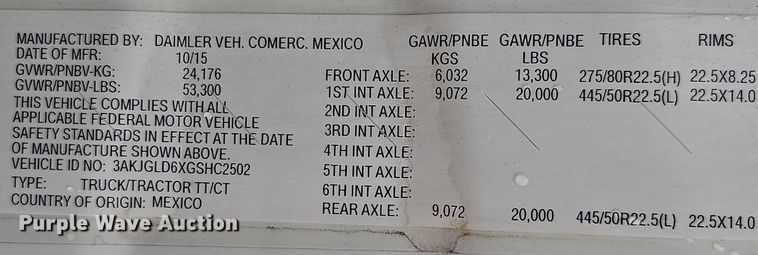 MANUFACTURED BY: DAIMLER VEH. COMERC. MEXICO GAWR/PNBE GAWR/PNBE TIRES RIMS
DATE OF MFR: 10/15 KGS LBS
GVWR/PNBV-KG: 24,176 FRONT AXLE: 6,032 13,300 275/80R22.5(H) 22.5X8.25
GVWR/PNBV-LBS: 53,300 1ST INT AXLE: 9,072 20,000 445/50R22.5(L) 22.5X14.0
THIS VEHICLE COMPLIES WITH ALL 2ND INT AXLE:
APPLICABLE FEDERAL MOTOR VEHICLE 3RD INT AXLE:
SAFETY STANDARDS IN EFFECT AT THE DATE
OF MANUFACTURE SHOWN ABOVE. 4TH INT AXLE:
VEHICLE ID NO: 3AKJGLD6XGSHC2502 5TH INT AXLE:
TYPE: TRUCK/TRACTOR TT/CT 6TH INT AXLE:
COUNTRY OF ORIGIN: MEXICO REAR AXLE: 9,072 20,000 445/50R22.5(L) 22.5X14.0
Purple Wave Auction